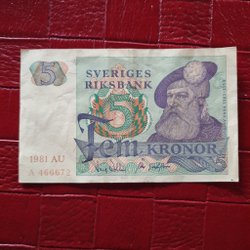 5
SVERIGES
RIKSBANK
5
Fem KRONOR
1981 AU
A 466672